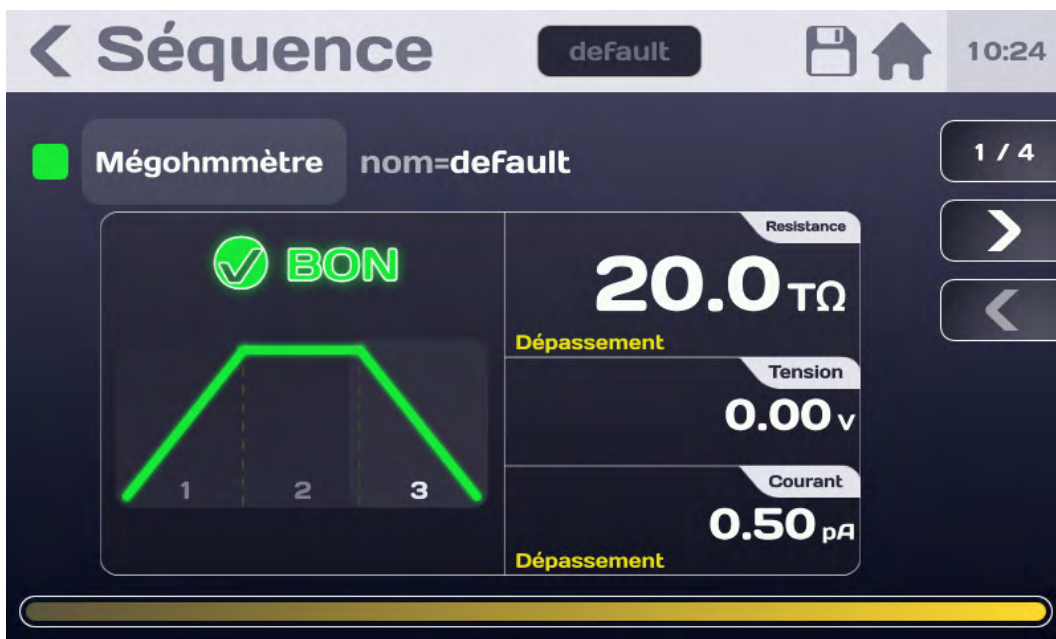 Séquence
default
10:24
Mégohmmètre
nom=default
1 / 4
BON
Resistance
20.0 TΩ
Dépassement
Tension
0.00 v
1
2
3
Courant
0.50 pA
Dépassement